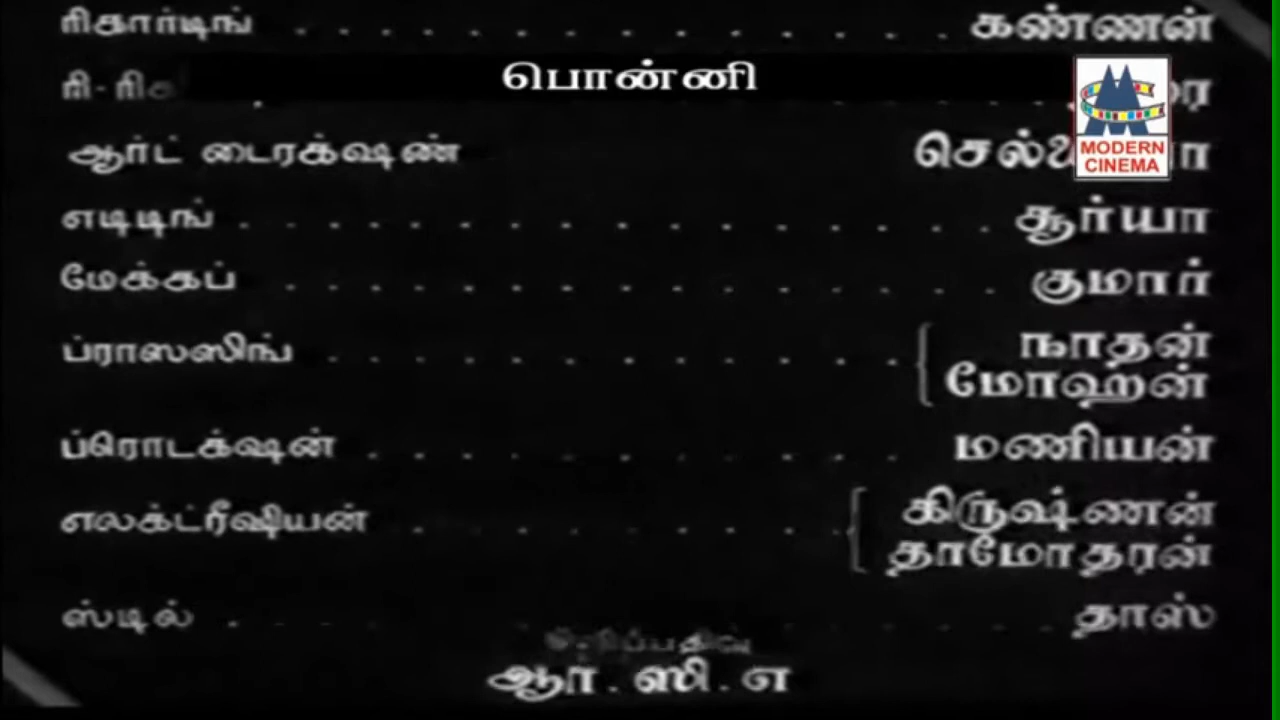 ரிகார்டிங் . . . . . . . . . . . . . . . கண்ணன்
பொன்னி
ரி-ரி
MODERN
CINEMA
ஆர்ட் டைரக்ஷண்
எடிடிங் . . . . . . . . . . . . . . . . சூர்யா
மேக்கப் . . . . . . . . . . . . . . . . குமார்
ப்ராஸஸிங் . . . . . . . . . . . . . . நாதன்
மோஹன்
ப்ரொடக்ஷன் . . . . . . . . . . . . . மணியன்
எலக்ட்ரீஷியன் . . . . . . . . . . . கிருஷ்ணன்
தாமோதரன்
ஸ்டில் . . . . . . . . . . . . . . . . தாஸ்
ஆர்.ஸி.எ